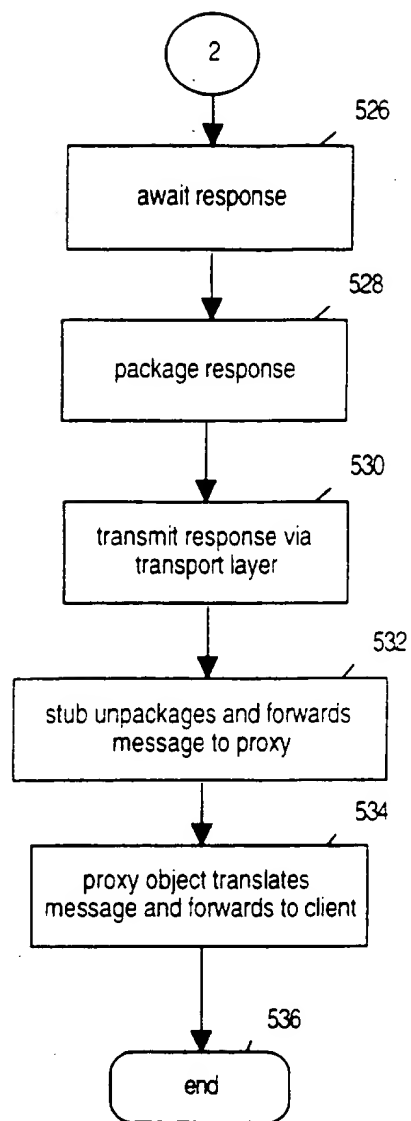 2
526
await response
528
package response
530
transmit response via
transport layer
532
stub unpackages and forwards
message to proxy
534
proxy object translates
message and forwards to client
536
end